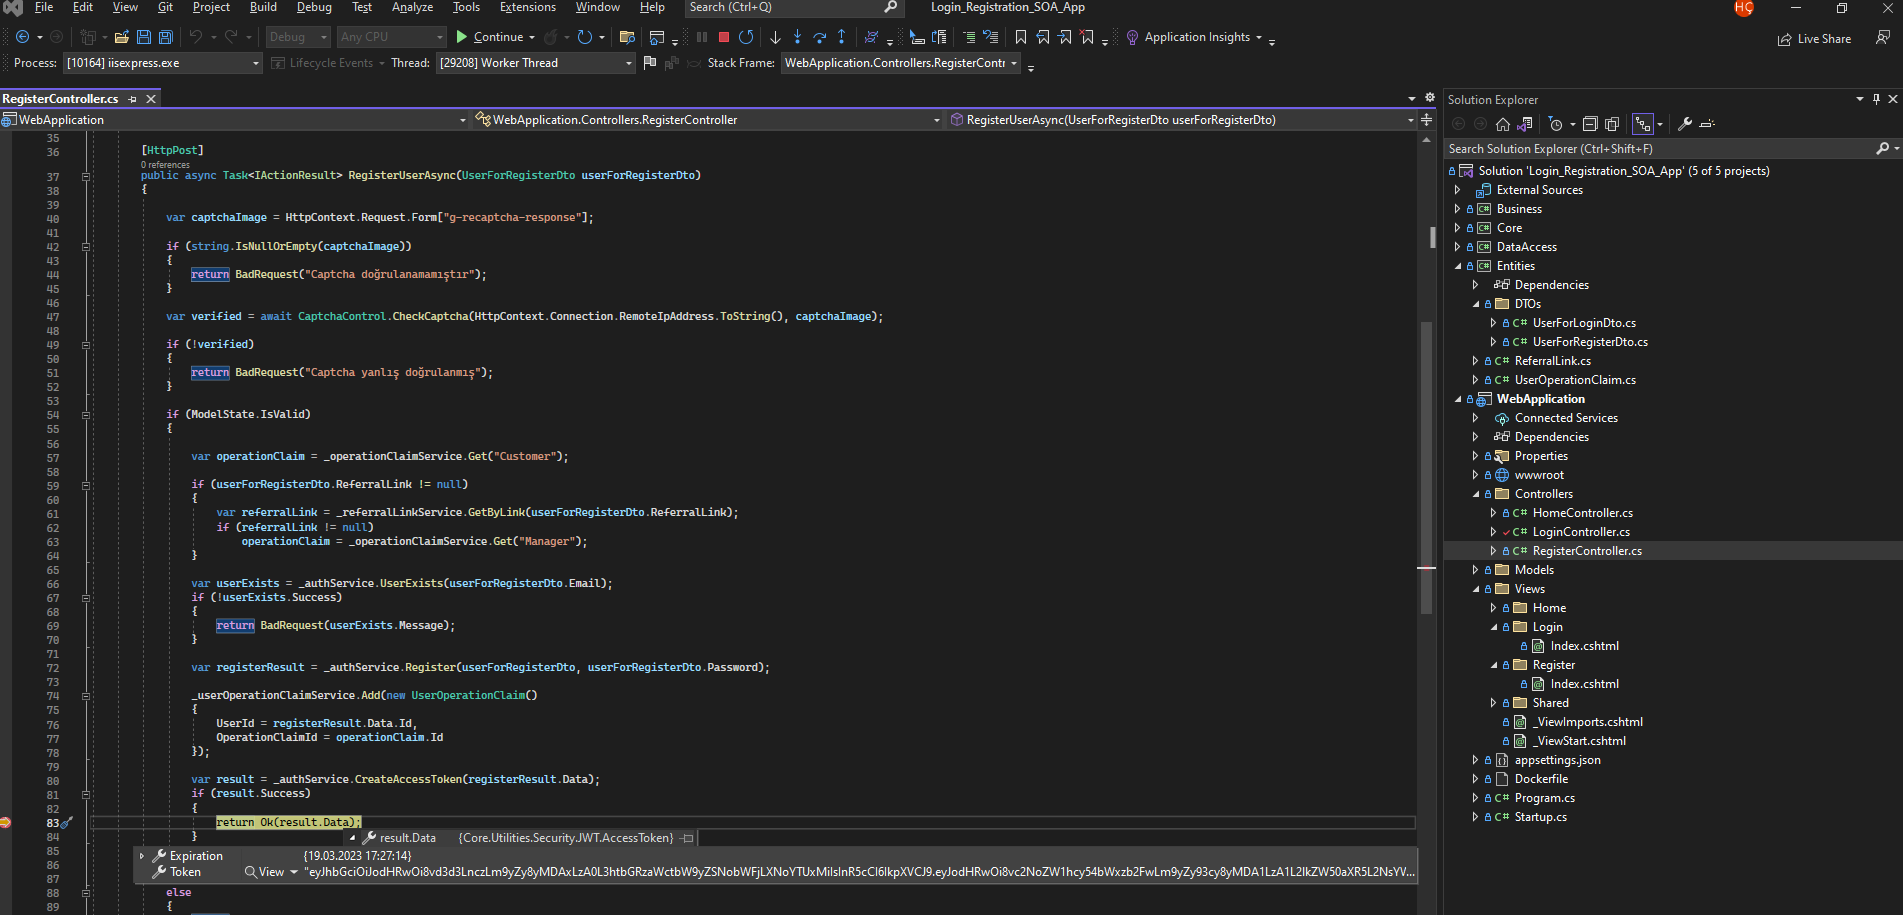 File Edit View Git Project Build Debug Test Analyze Tools Extensions Window Help Search (Ctrl+Q) Login_Registration_SOA_App HÇ
Debug Any CPU Continue Application Insights Live Share
Process: [10164] iisexpress.exe Lifecycle Events Thread: [29208] Worker Thread Stack Frame: WebApplication.Controllers.RegisterContr
RegisterController.cs
WebApplication WebApplication.Controllers.RegisterController RegisterUserAsync(UserForRegisterDto userForRegisterDto)
35
36 [HttpPost]
0 references
37 public async Task<IActionResult> RegisterUserAsync(UserForRegisterDto userForRegisterDto)
38 {
39
40 var captchaImage = HttpContext.Request.Form["g-recaptcha-response"];
41
42 if (string.IsNullOrEmpty(captchaImage))
43 {
44 return BadRequest("Captcha doğrulanamamıştır");
45 }
46
47 var verified = await CaptchaControl.CheckCaptcha(HttpContext.Connection.RemoteIpAddress.ToString(), captchaImage);
48
49 if (!verified)
50 {
51 return BadRequest("Captcha yanlış doğrulanmış");
52 }
53
54 if (ModelState.IsValid)
55 {
56
57 var operationClaim = _operationClaimService.Get("Customer");
58
59 if (userForRegisterDto.ReferralLink != null)
60 {
61 var referralLink = _referralLinkService.GetByLink(userForRegisterDto.ReferralLink);
62 if (referralLink != null)
63 operationClaim = _operationClaimService.Get("Manager");
64 }
65
66 var userExists = _authService.UserExists(userForRegisterDto.Email);
67 if (!userExists.Success)
68 {
69 return BadRequest(userExists.Message);
70 }
71
72 var registerResult = _authService.Register(userForRegisterDto, userForRegisterDto.Password);
73
74 _userOperationClaimService.Add(new UserOperationClaim()
75 {
76 UserId = registerResult.Data.Id,
77 OperationClaimId = operationClaim.Id
78 });
79
80 var result = _authService.CreateAccessToken(registerResult.Data);
81 if (result.Success)
82 {
83 return Ok(result.Data);
84 }
result.Data {Core.Utilities.Security.JWT.AccessToken}
85
Expiration {19.03.2023 17:27:14}
86
Token View
87
88 else
89 {
Solution Explorer
Search Solution Explorer (Ctrl+Shift+F)
Solution 'Login_Registration_SOA_App' (5 of 5 projects)
External Sources
Business
Core
DataAccess
Entities
Dependencies
DTOs
UserForLoginDto.cs
UserForRegisterDto.cs
ReferralLink.cs
UserOperationClaim.cs
WebApplication
Connected Services
Dependencies
Properties
wwwroot
Controllers
HomeController.cs
LoginController.cs
RegisterController.cs
Models
Views
Home
Login
Index.cshtml
Register
Index.cshtml
Shared
_ViewImports.cshtml
_ViewStart.cshtml
appsettings.json
Dockerfile
Program.cs
Startup.cs